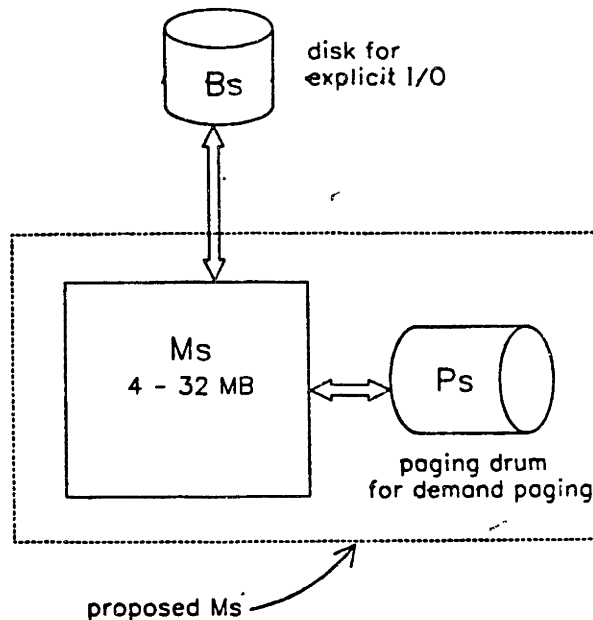 Bs
disk for
explicit I/O
Ms
4 - 32 MB
Ps
paging drum
for demand paging
proposed Ms